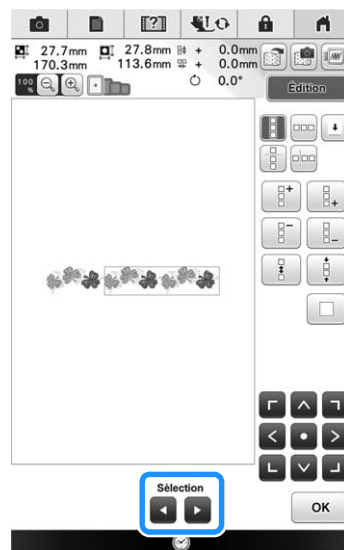 27.7mm 27.8mm + 0.0mm
170.3mm 113.6mm + 0.0mm
100 % 0.0°
Édition
Sélection
OK